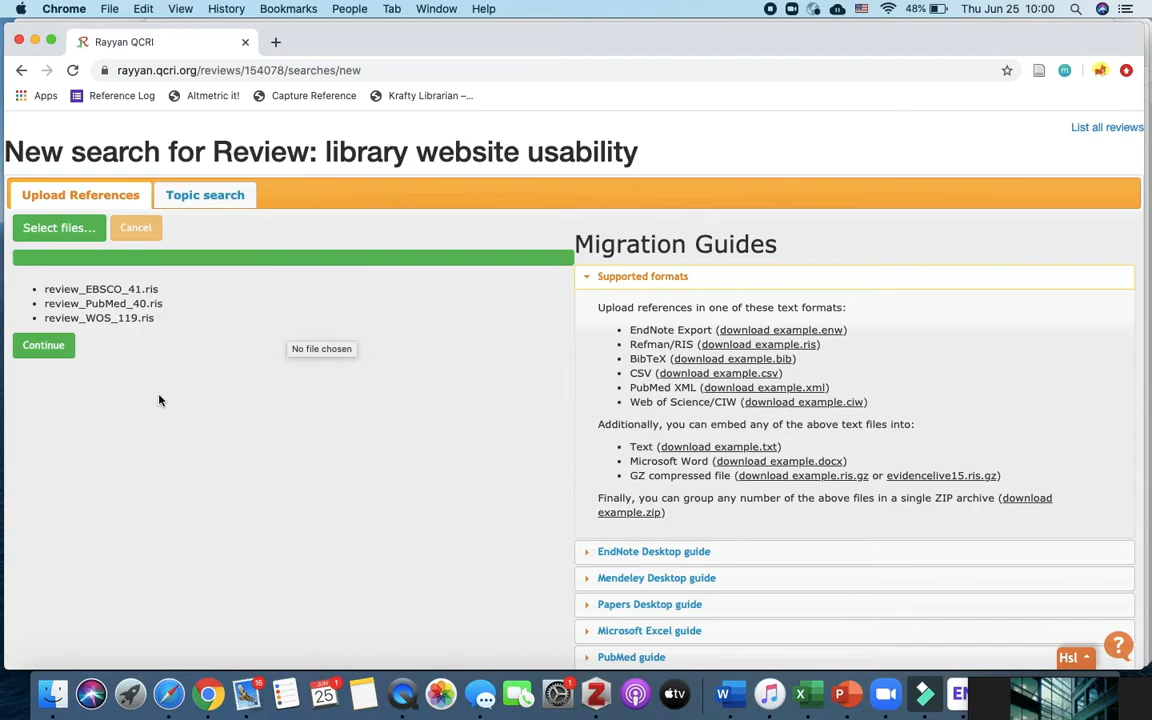 Chrome File Edit View History Bookmarks People Tab Window Help 48% Thu Jun 25 10:00
Rayyan QCRI
rayyan.qcri.org/reviews/154078/searches/new
Apps Reference Log Altmetric it! Capture Reference Krafty Librarian –...
List all reviews
New search for Review: library website usability
Upload References Topic search
Select files... Cancel
Migration Guides
Supported formats
review_EBSCO_41.ris
review_PubMed_40.ris
review_WOS_119.ris
Continue
No file chosen
Upload references in one of these text formats:
EndNote Export (download example.enw)
Refman/RIS (download example.ris)
BibTeX (download example.bib)
CSV (download example.csv)
PubMed XML (download example.xml)
Web of Science/CIW (download example.ciw)
Additionally, you can embed any of the above text files into:
Text (download example.txt)
Microsoft Word (download example.docx)
GZ compressed file (download example.ris.gz or evidencelive15.ris.gz)
Finally, you can group any number of the above files in a single ZIP archive (download
example.zip)
EndNote Desktop guide
Mendeley Desktop guide
Papers Desktop guide
Microsoft Excel guide
PubMed guide
?
Hsl
15
JUN
25
1
1
Z
tv
W
X
P
EN